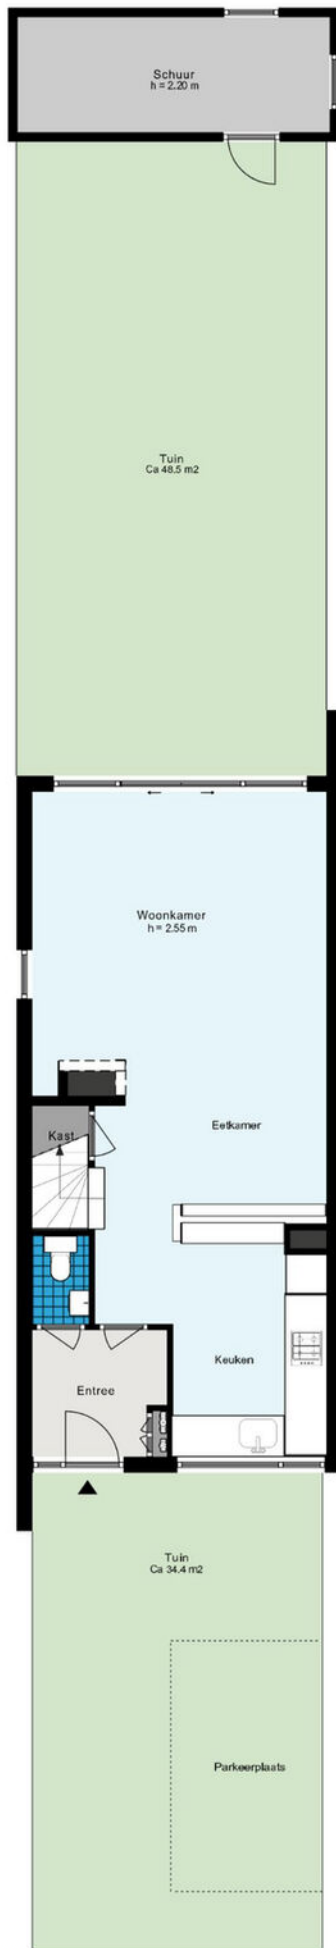 Schuur
h = 2.20 m
Tuin
Ca 48.5 m2
Woonkamer
h = 2.55 m
Eetkamer
Kast
Keuken
Entree
Tuin
Ca 34.4 m2
Parkeerplaats